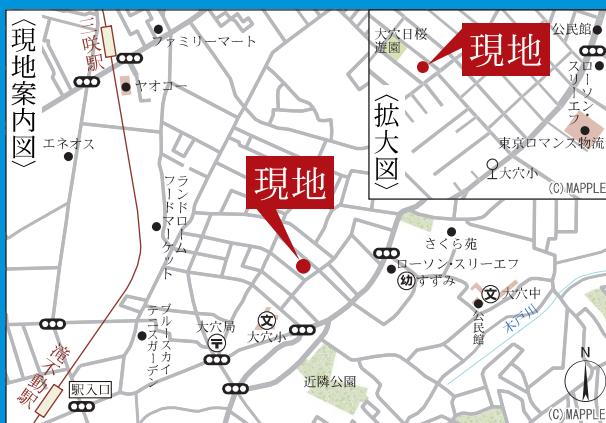 〈現地案内図〉
三咲駅
ファミリーマート
ヤオコー
エネオス
ランドローム
フードマーケット
現地
さくら苑
ローソン・スリーエフ
幼
すずみ
文
大穴中
公民館
木戸川
ブルースカイ
テニスガーデン
大穴局
〒
文
大穴小
近隣公園
滝不動駅
駅入口
N
(C)MAPPLE
〈拡大図〉
大穴日桜
遊園
現地
公民館
ローソン・
スリーエフ
東京ロマンス物流
大穴小
(C)MAPPLE